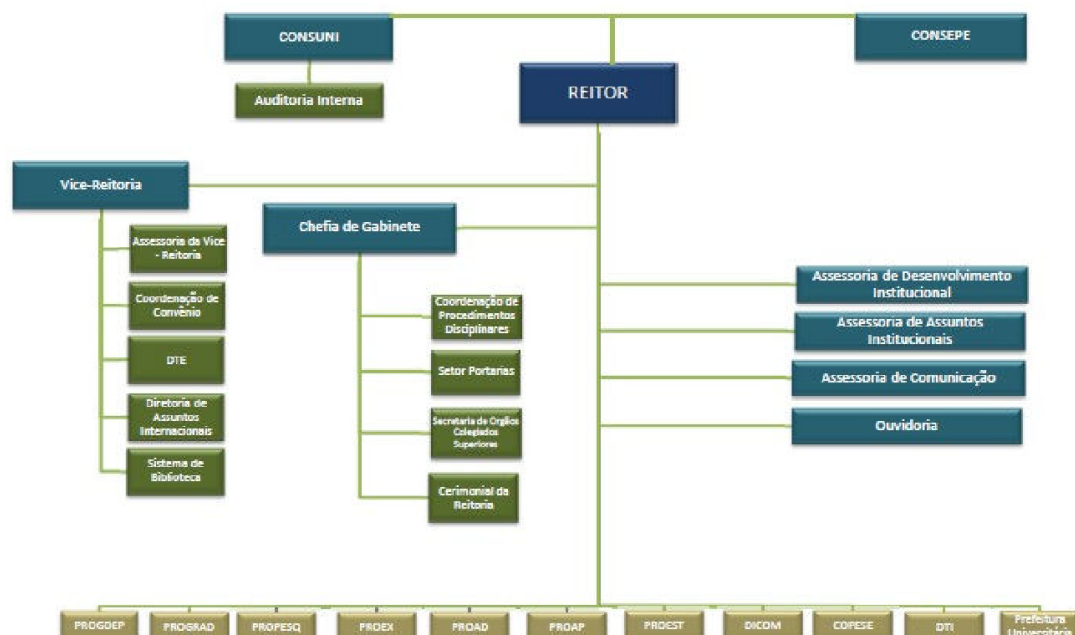 CONSUNI
CONSEPE
Auditoria Interna
REITOR
Vice-Reitoria
Chefia de Gabinete
Assessoria da Vice
- Reitoria
Coordenação de
Convênio
DTE
Diretoria de
Assuntos
Internacionais
Sistema de
Biblioteca
Coordenação de
Procedimentos
Disciplinares
Setor Portarias
Secretaria de Orgãos
Colegiados
Superiores
Cerimonial da
Reitoria
Assessoria de Desenvolvimento
Institucional
Assessoria de Assuntos
Institucionais
Assessoria de Comunicação
Ouvidoria
PROGDEP
PROGRAD
PROPESQ
PROEX
PROAD
PROAP
PROEST
DICOM
COFESE
DTI
Prefeitura
Universitária